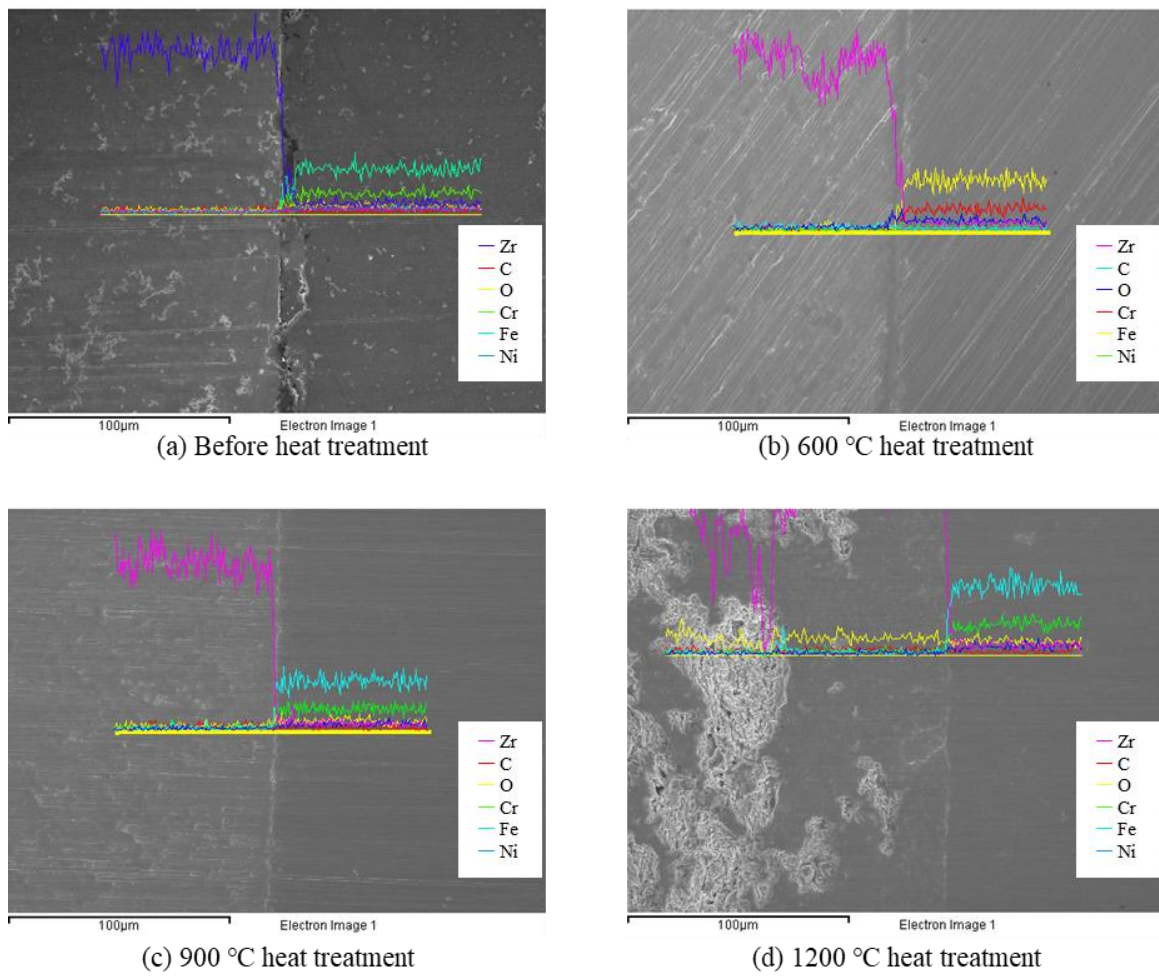 Zr
C
O
Cr
Fe
Ni
100µm
Electron Image 1
(a) Before heat treatment
Zr
C
O
Cr
Fe
Ni
100µm
Electron Image 1
(b) 600 °C heat treatment
Zr
C
O
Cr
Fe
Ni
100µm
Electron Image 1
(c) 900 °C heat treatment
Zr
C
O
Cr
Fe
Ni
100µm
Electron Image 1
(d) 1200 °C heat treatment